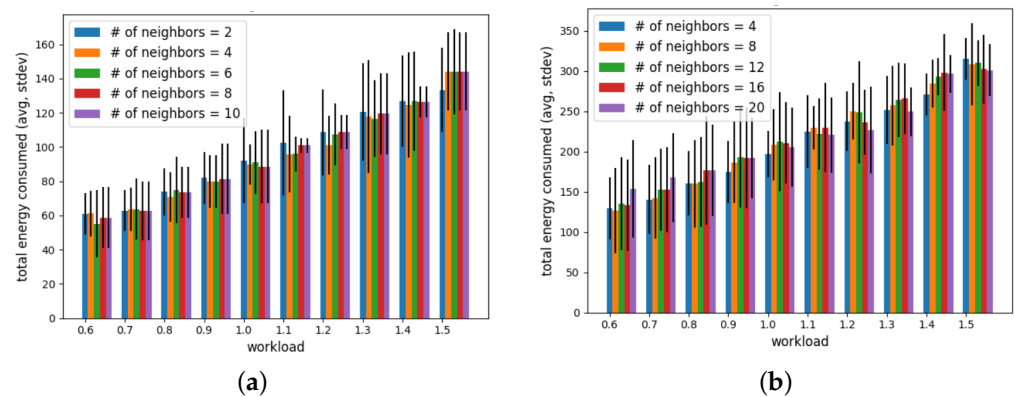 # of neighbors = 2
# of neighbors = 4
# of neighbors = 6
# of neighbors = 8
# of neighbors = 10
total energy consumed (avg, stdev)
160
140
120
100
80
60
40
20
0
0.6 0.7 0.8 0.9 1.0 1.1 1.2 1.3 1.4 1.5
workload
(a)
# of neighbors = 4
# of neighbors = 8
# of neighbors = 12
# of neighbors = 16
# of neighbors = 20
total energy consumed (avg, stdev)
350
300
250
200
150
100
50
0
0.6 0.7 0.8 0.9 1.0 1.1 1.2 1.3 1.4 1.5
workload
(b)